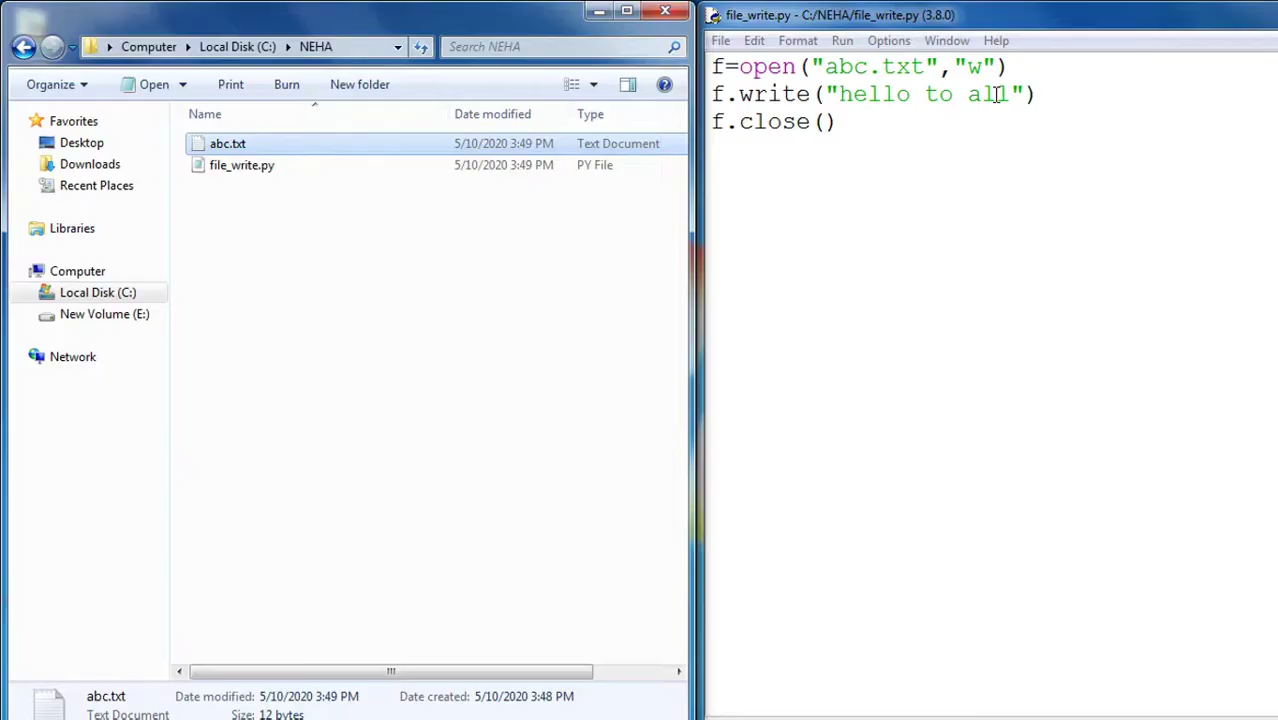 Computer Local Disk (C:) NEHA
Search NEHA
Organize Open Print Burn New folder
Name Date modified Type
Favorites
Desktop
Downloads
Recent Places
Libraries
Computer
Local Disk (C:)
New Volume (E:)
Network
abc.txt 5/10/2020 3:49 PM Text Document
file_write.py 5/10/2020 3:49 PM PY File
abc.txt Date modified: 5/10/2020 3:49 PM Date created: 5/10/2020 3:48 PM
Text Document Size: 12 bytes
file_write.py - C:/NEHA/file_write.py (3.8.0)
File Edit Format Run Options Window Help
f=open("abc.txt","w")
f.write("hello to all")
f.close()